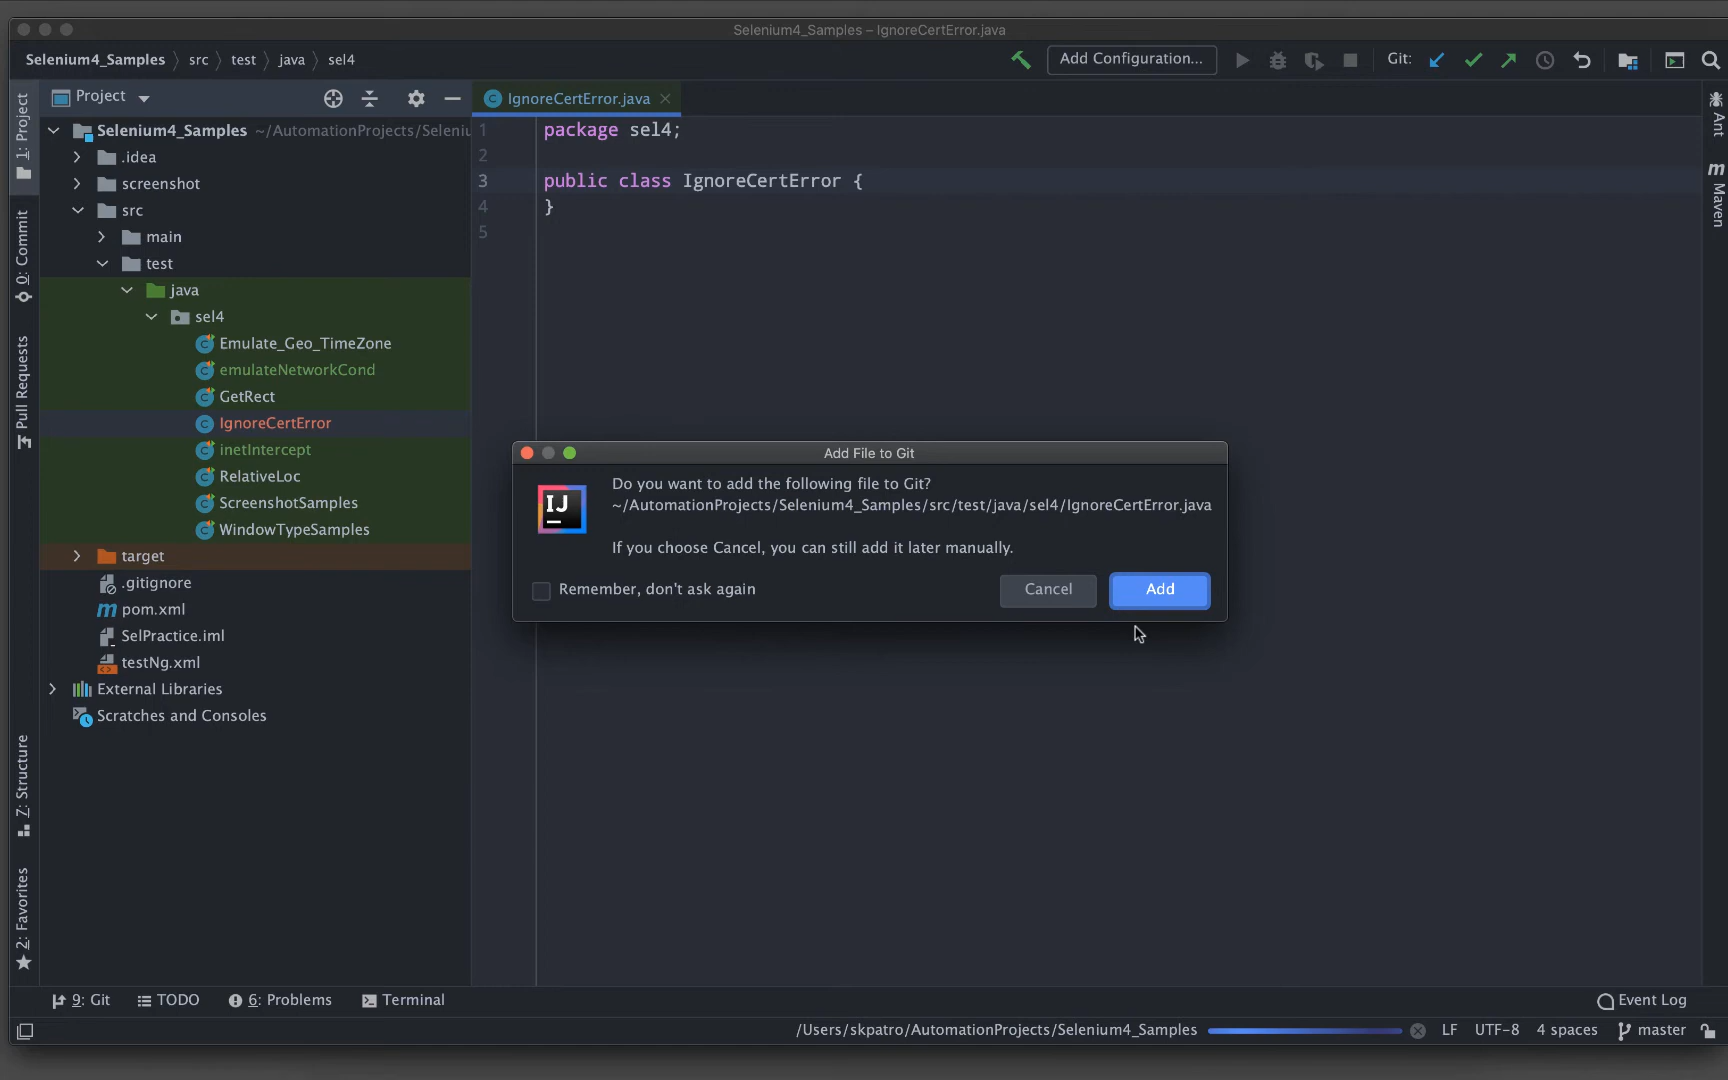 Selenium4_Samples – IgnoreCertError.java
Selenium4_Samples src test java sel4
Add Configuration...
Git:
1: Project
0: Commit
Pull Requests
7: Structure
2: Favorites
Project
Selenium4_Samples ~/AutomationProjects/Seleniu
.idea
screenshot
src
main
test
java
sel4
Emulate_Geo_TimeZone
emulateNetworkCond
GetRect
IgnoreCertError
inetIntercept
RelativeLoc
ScreenshotSamples
WindowTypeSamples
target
.gitignore
pom.xml
SelPractice.iml
testNg.xml
External Libraries
Scratches and Consoles
IgnoreCertError.java
1 package sel4;
2
3 public class IgnoreCertError {
4 }
5
Add File to Git
IJ
Do you want to add the following file to Git?
~/AutomationProjects/Selenium4_Samples/src/test/java/sel4/IgnoreCertError.java
If you choose Cancel, you can still add it later manually.
Remember, don't ask again
Cancel
Add
Ant
m Maven
9: Git
TODO
6: Problems
Terminal
Event Log
/Users/skpatro/AutomationProjects/Selenium4_Samples
LF UTF-8 4 spaces master